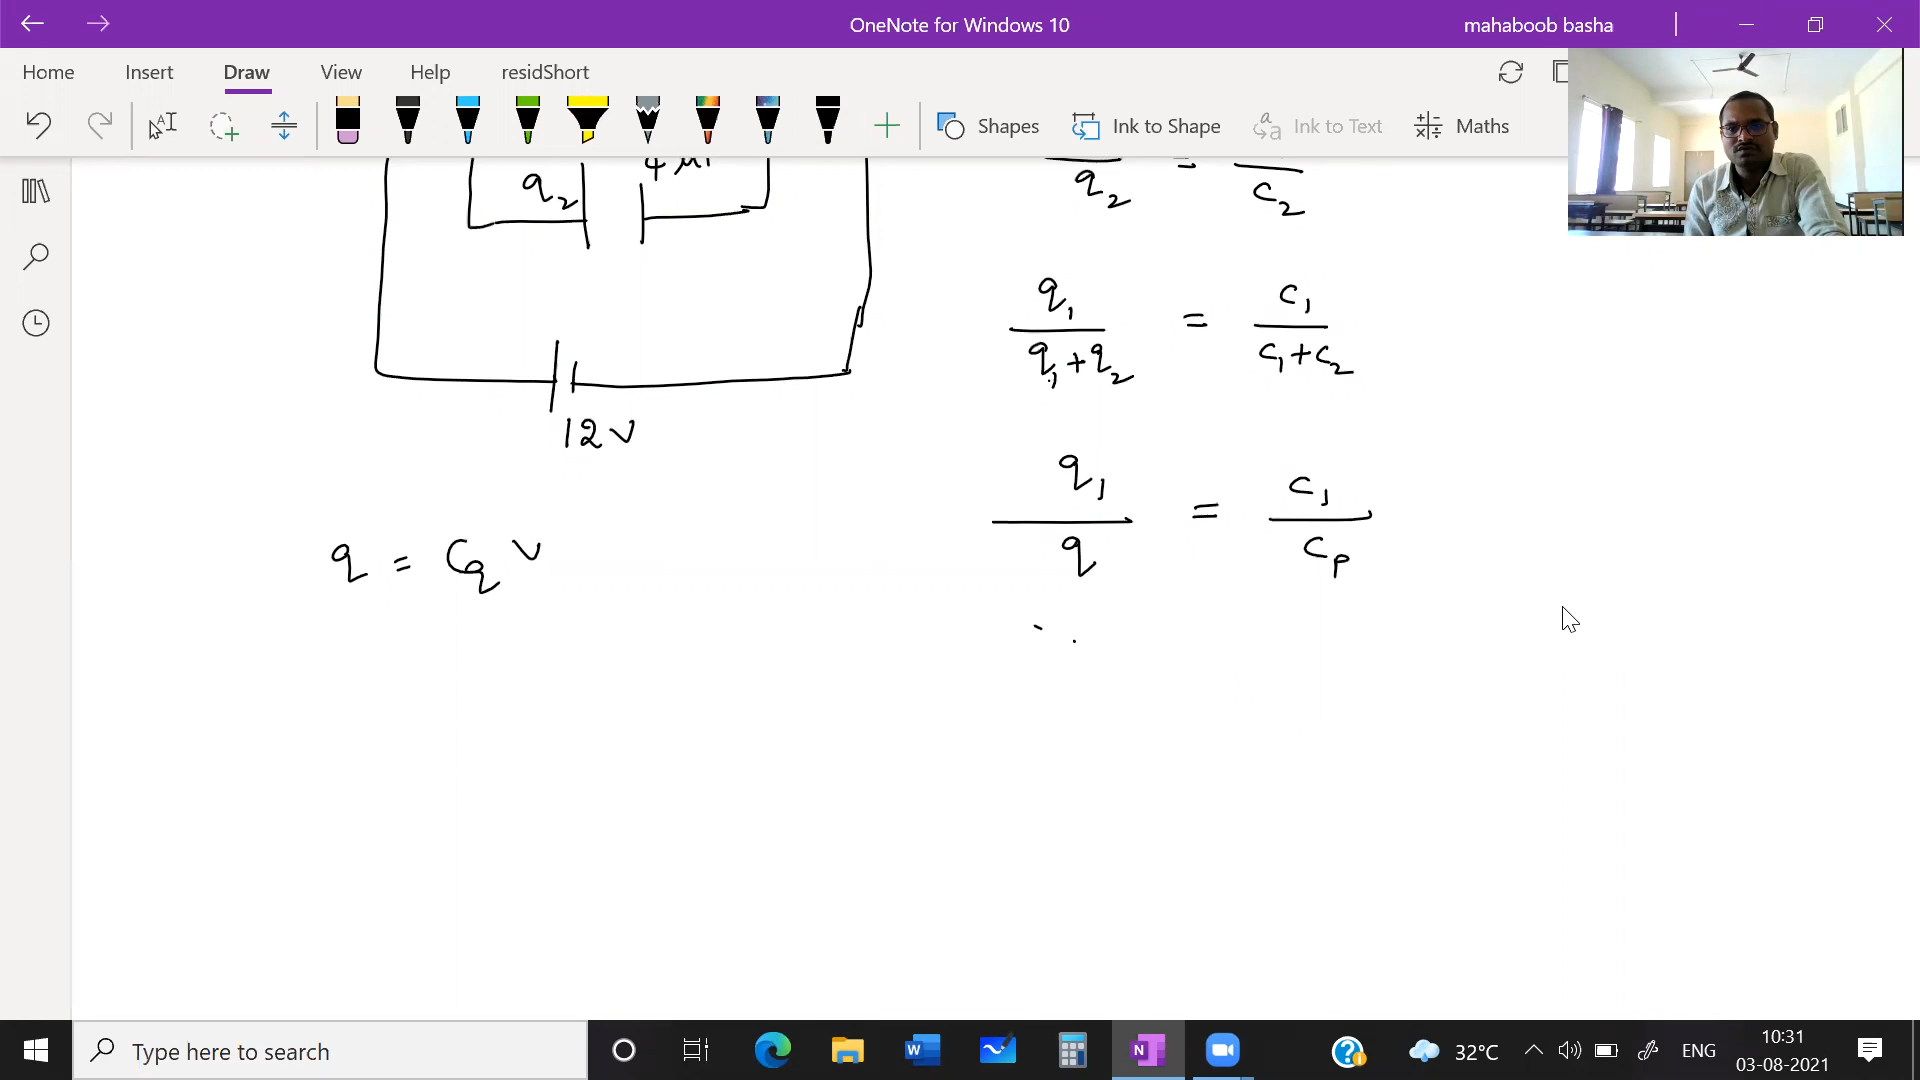 OneNote for Windows 10
mahaboob basha
Home Insert Draw View Help residShort
Shapes Ink to Shape Ink to Text Maths
q₂
q₂ = c₂
q₁ / q₁+q₂ = c₁ / c₁+c₂
12 V
q₁ / q = c₁ / cₚ
q = Cq V
Type here to search
32°C ENG 10:31
03-08-2021